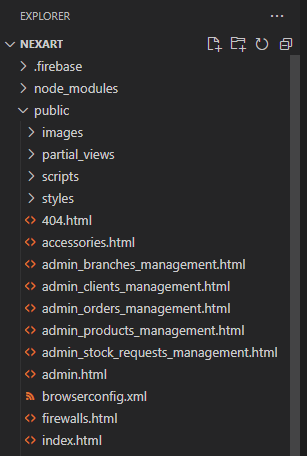 EXPLORER
NEXART
.firebase
node_modules
public
images
partial_views
scripts
styles
404.html
accessories.html
admin_branches_management.html
admin_clients_management.html
admin_orders_management.html
admin_products_management.html
admin_stock_requests_management.html
admin.html
browserconfig.xml
firewalls.html
index.html